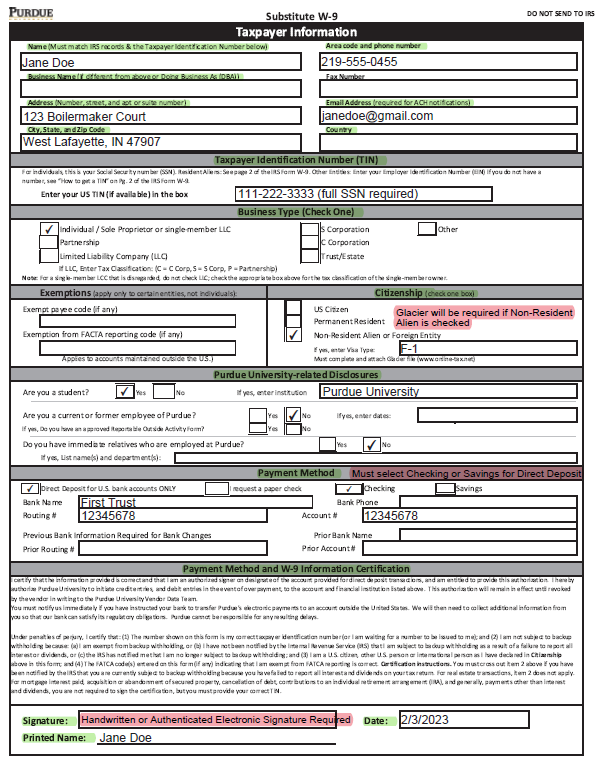 PURDUE
Substitute W-9
DO NOT SEND TO IRS
Taxpayer Information
Name (Must match IRS records & the Taxpayer Identification Number below)
Area code and phone number
Jane Doe
219-555-0455
Business Name (if different from above or Doing Business As (DBA))
Fax Number
Address (Number, street, and apt or suite number)
Email Address (required for ACH notifications)
123 Boilermaker Court
janedoe@gmail.com
City, State, and Zip Code
Country
West Lafayette, IN 47907
Taxpayer Identification Number (TIN)
For Individuals, this is your Social Security number (SSN). Resident Aliens: See page 2 of the IRS Form W-9. Other Entities: Enter your Employer Identification Number (EIN) If you do not have a
number, see "How to get a TIN" on Pg. 2 of the IRS Form W-9.
Enter your US TIN (if available) in the box
111-222-3333 (full SSN required)
Business Type (Check One)
✓ Individual / Sole Proprietor or single-member LLC
S Corporation
Other
Partnership
C Corporation
Limited Liability Company (LLC)
Trust/Estate
If LLC, Enter Tax Classification: (C = C Corp, S = S Corp, P = Partnership)
Note: For a single-member LCC that is disregarded, do not check LLC; check the appropriate box above for the tax classification of the single-member owner.
Exemptions (apply only to certain entities, not individuals):
Citizenship (check one box)
Exempt payee code (if any)
US Citizen
Permanent Resident
Glacier will be required if Non-Resident
Alien is checked
Exemption from FACTA reporting code (if any)
✓ Non-Resident Alien or Foreign Entity
If yes, enter Visa Type:
F-1
Applies to accounts maintained outside the U.S.)
Must complete and attach Glacier file (www.online-tax.net)
Purdue University-related Disclosures
Are you a student? ✓ Yes No If yes, enter institution Purdue University
Are you a current or former employee of Purdue? Yes ✓ No If yes, enter dates:
If yes, Do you have an approved Reportable Outside Activity Form? Yes No
Do you have immediate relatives who are employed at Purdue? Yes ✓ No
If yes, List name(s) and department(s):
Payment Method Must select Checking or Savings for Direct Deposit
✓ Direct Deposit for U.S. bank accounts ONLY I request a paper check ✓ Checking Savings
Bank Name First Trust Bank Phone
Routing # 12345678 Account # 12345678
Previous Bank Information Required for Bank Changes Prior Bank Name
Prior Routing # Prior Account #
Payment Method and W-9 Information Certification
I certify that the information provided is correct and that I am an authorized signer or designate of the account provided for direct deposit transactions, and am entitled to provide this authorization. I hereby
authorize Purdue University to initiate credit entries, and debit entries in the event of overpayment, to the account and financial institution listed above. This authorization will remain in effect until revoked
by the vendor in writing to the Purdue University Vendor Data Team.
You must notify us immediately if you have instructed your bank to transfer Purdue's electronic payments to an account outside the United States. We will then need to collect additional information from
you so that our bank can satisfy its regulatory obligations. Purdue cannot be responsible for any resulting delays.
Under penalties of perjury, I certify that: (1) The number shown on this form is my correct taxpayer identification number (or I am waiting for a number to be issued to me); and (2) I am not subject to backup
withholding because: (a) I am exempt from backup withholding, or (b) I have not been notified by the Internal Revenue Service (IRS) that I am subject to backup withholding as a result of a failure to report all
interest or dividends, or (c) the IRS has notified me that I am no longer subject to backup withholding; and (3) I am a U.S. citizen, other U.S. person or international person as I have declared in Citizenship
above in this form; and (4) The FATCA code(s) entered on this form (if any) indicating that I am exempt from FATCA reporting is correct. Certification instructions. You must cross out item 2 above if you have
been notified by the IRS that you are currently subject to backup withholding because you have failed to report all interest and dividends on your tax return. For real estate transactions, item 2 does not apply.
For mortgage interest paid, acquisition or abandonment of secured property, cancellation of debt, contributions to an individual retirement arrangement (IRA), and generally, payments other than interest
and dividends, you are not required to sign the certification, but you must provide your correct TIN.
Signature: Handwritten or Authenticated Electronic Signature Required Date: 2/3/2023
Printed Name: Jane Doe